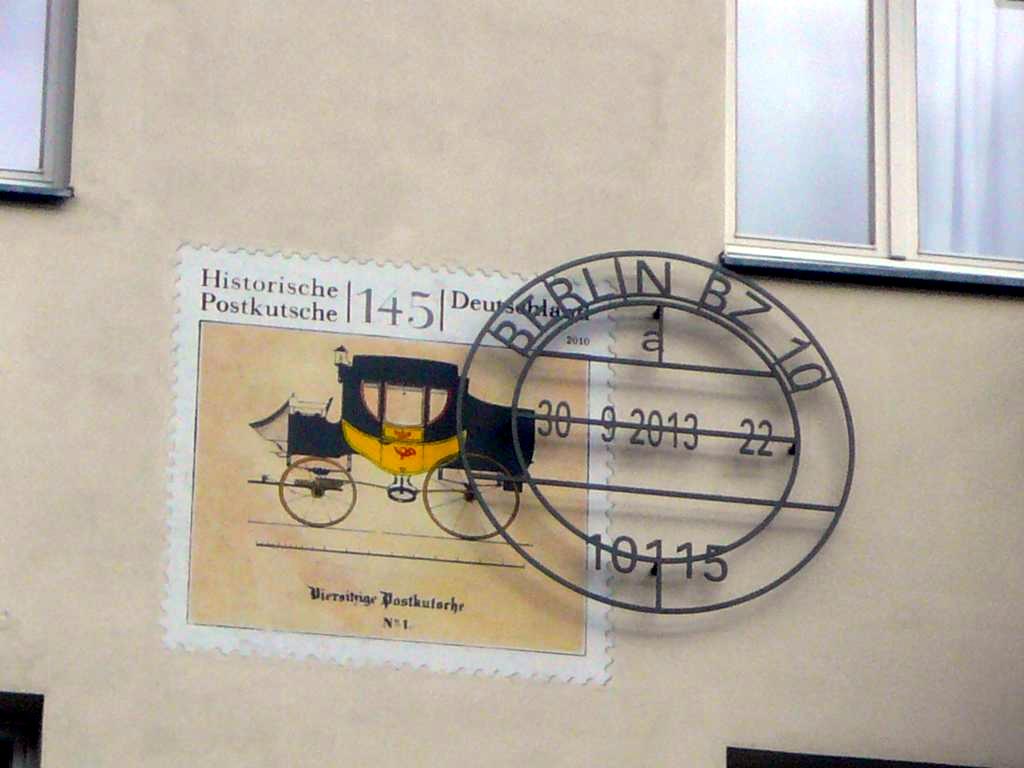 Historische
Postkutsche
145
Deutschland
2010
Viersitzige Postkutsche
Nº 1.
BERLIN BZ 10
a
30 9 2013 22
10115